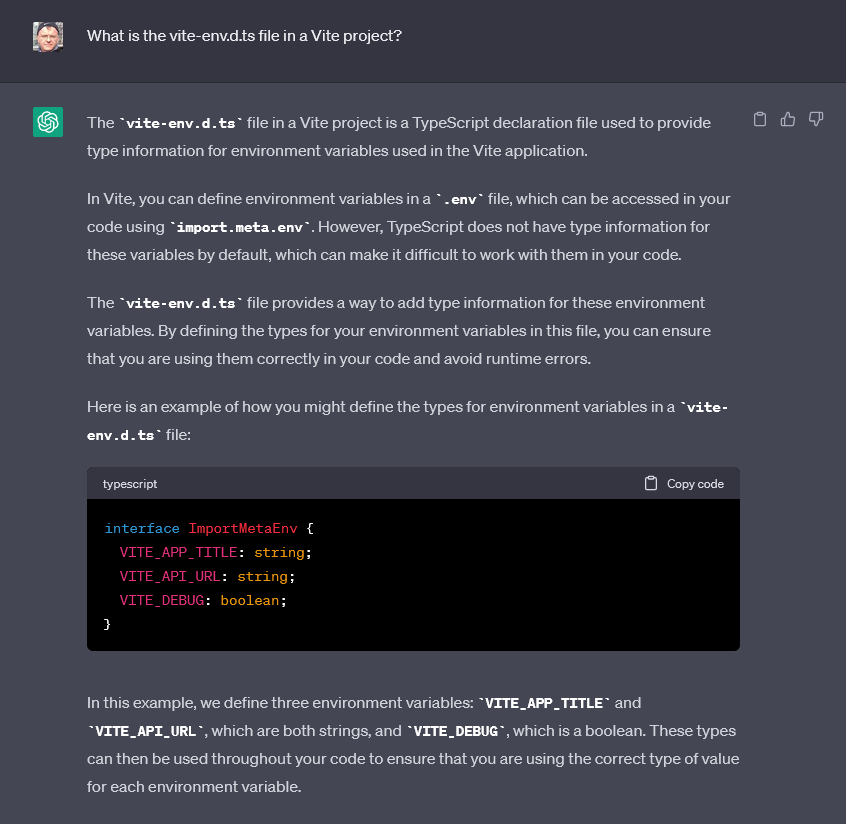 What is the vite-env.d.ts file in a Vite project?
The `vite-env.d.ts` file in a Vite project is a TypeScript declaration file used to provide
type information for environment variables used in the Vite application.
In Vite, you can define environment variables in a `.env` file, which can be accessed in your
code using `import.meta.env`. However, TypeScript does not have type information for
these variables by default, which can make it difficult to work with them in your code.
The `vite-env.d.ts` file provides a way to add type information for these environment
variables. By defining the types for your environment variables in this file, you can ensure
that you are using them correctly in your code and avoid runtime errors.
Here is an example of how you might define the types for environment variables in a `vite-
env.d.ts` file:
typescript Copy code
interface ImportMetaEnv {
  VITE_APP_TITLE: string;
  VITE_API_URL: string;
  VITE_DEBUG: boolean;
}
In this example, we define three environment variables: `VITE_APP_TITLE` and
`VITE_API_URL`, which are both strings, and `VITE_DEBUG`, which is a boolean. These types
can then be used throughout your code to ensure that you are using the correct type of value
for each environment variable.